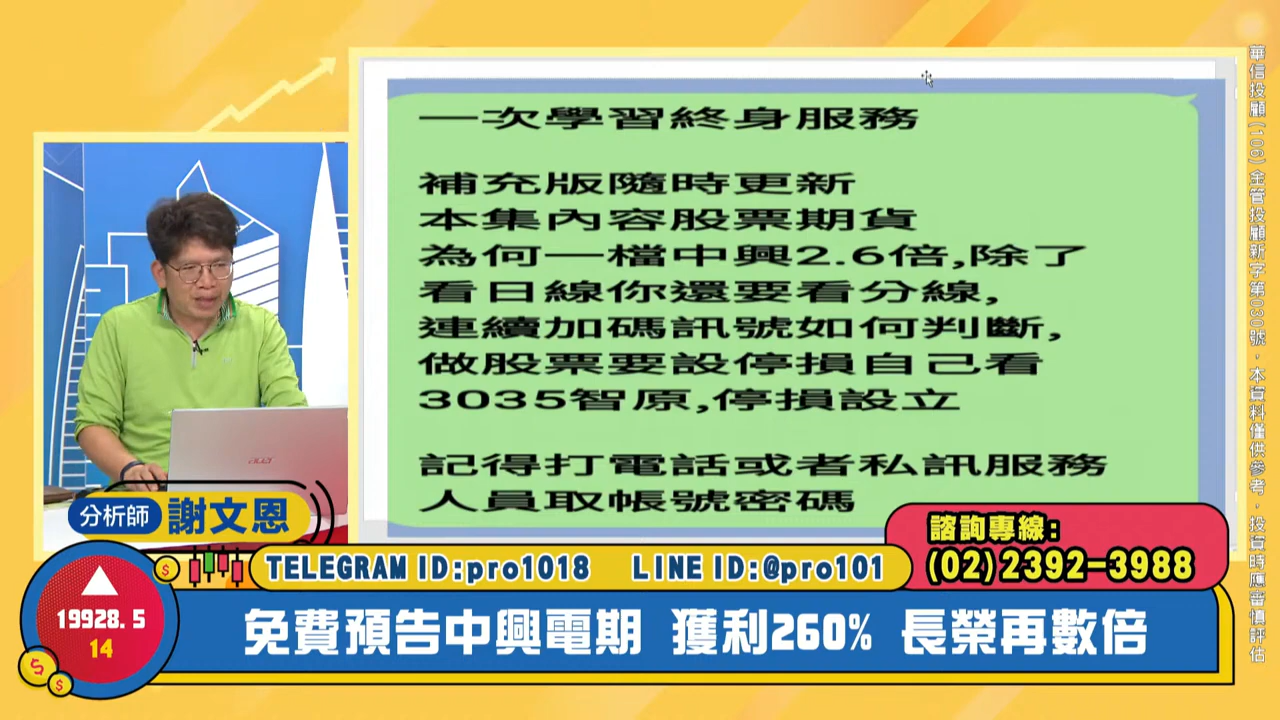 一次學習終身服務
補充版隨時更新
本集內容股票期貨
為何一檔中興2.6倍,除了
看日線你還要看分線,
連續加碼訊號如何判斷,
做股票要設停損自己看
3035智原,停損設立
記得打電話或者私訊服務
人員取帳號密碼
華信投顧(106)金管投顧新字第030號，本資料僅供參考，投資時應審慎評估
acer
分析師 謝文恩
諮詢專線:
(02)2392-3988
TELEGRAM ID:pro1018 LINE ID:@pro101
19928.5
14
免費預告中興電期 獲利260% 長榮再數倍